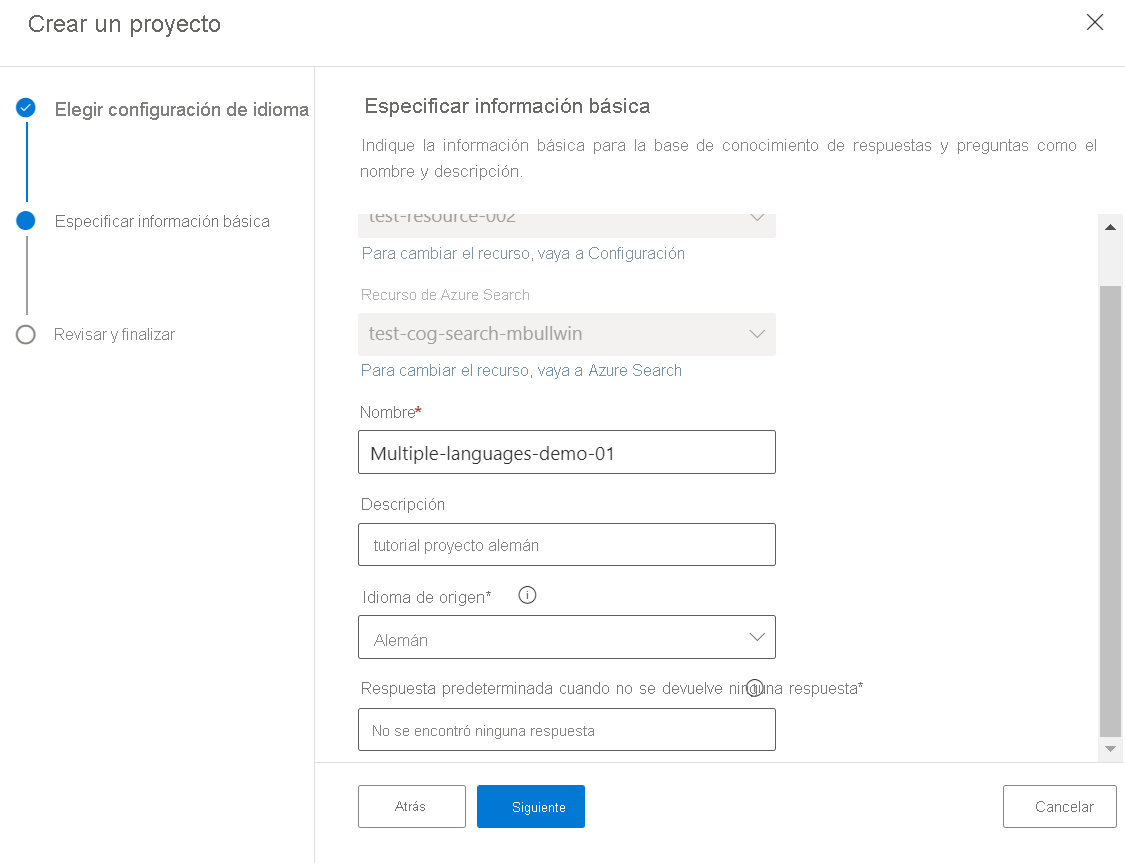 Crear un proyecto
Elegir configuración de idioma
Especificar información básica
Revisar y finalizar
Especificar información básica
Indique la información básica para la base de conocimiento de respuestas y preguntas como el
nombre y descripción.
test-resource-002
Para cambiar el recurso, vaya a Configuración
Recurso de Azure Search
test-cog-search-mbullwin
Para cambiar el recurso, vaya a Azure Search
Nombre*
Multiple-languages-demo-01
Descripción
tutorial proyecto alemán
Idioma de origen*
Alemán
Respuesta predeterminada cuando no se devuelve ninguna respuesta*
No se encontró ninguna respuesta
Atrás
Siguiente
Cancelar